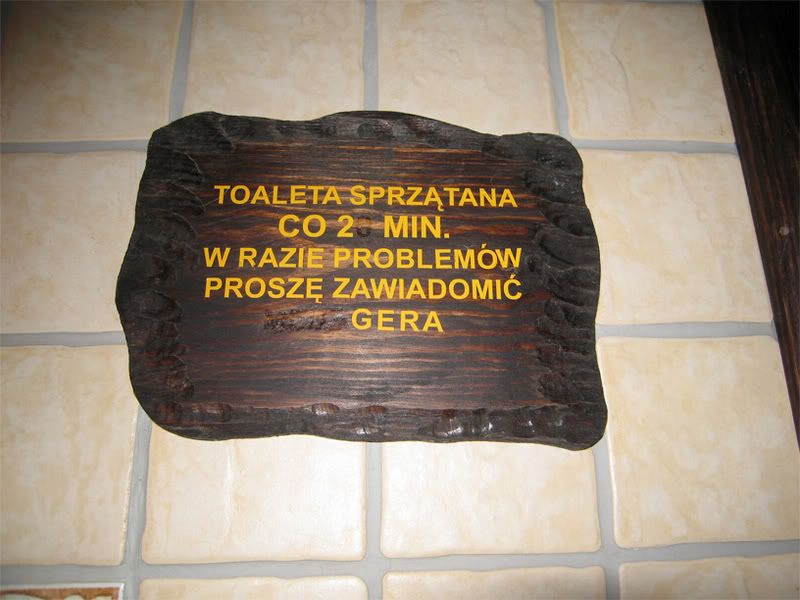 TOALETA SPRZĄTANA
CO 2 MIN.
W RAZIE PROBLEMÓW
PROSZĘ ZAWIADOMIĆ
GERA